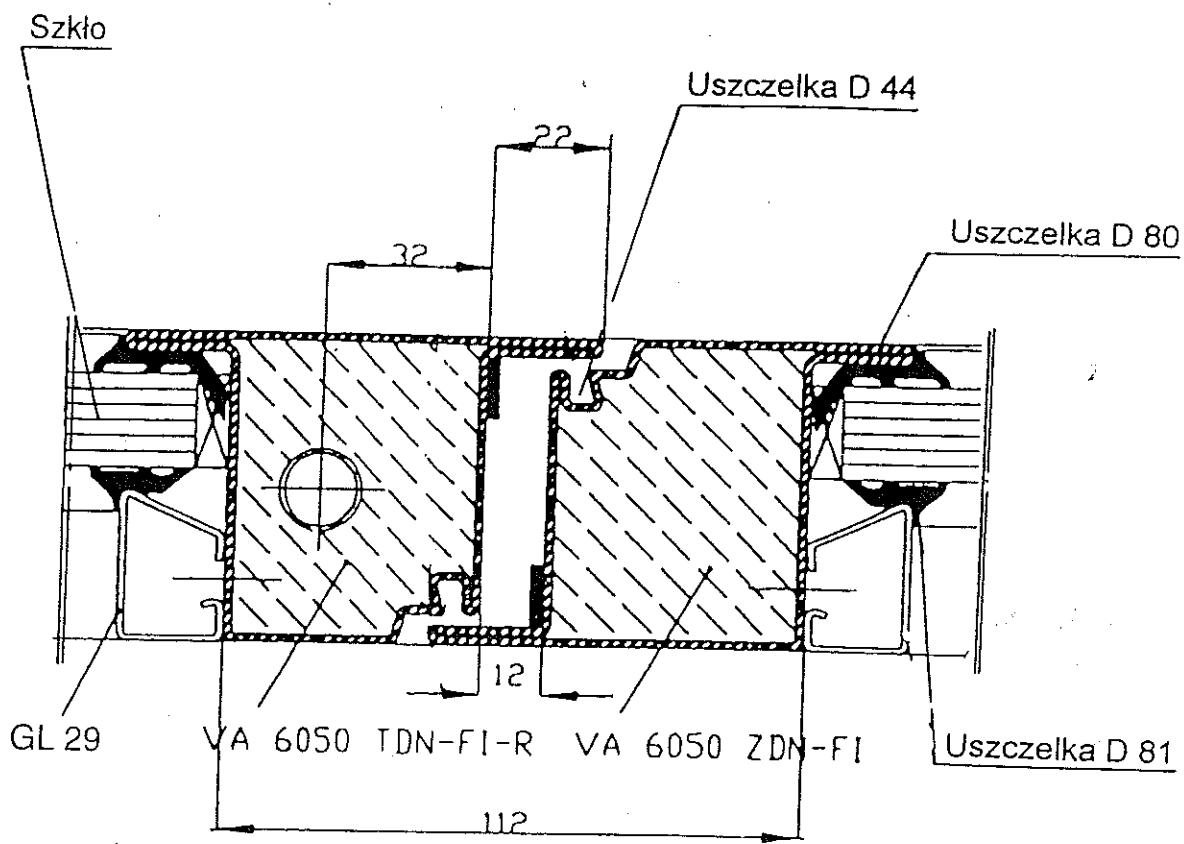 Szkło
Uszczelka D 44
22
Uszczelka D 80
32
12
GL 29
VA 6050 TDN-FI-R
VA 6050 ZDN-FI
Uszczelka D 81
112